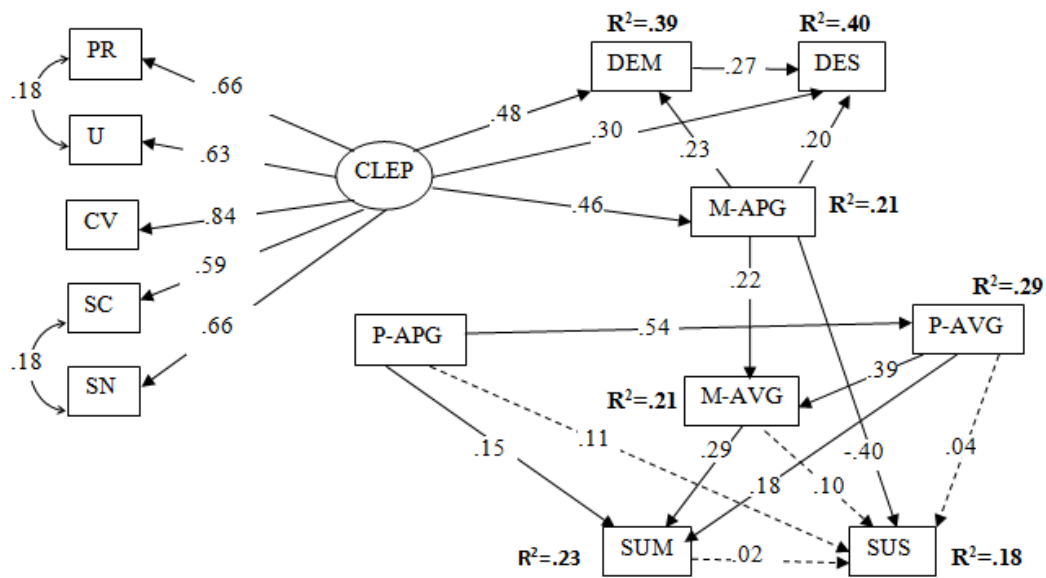 R²=.39
R²=.40
PR
DEM
.27
DES
.18
.66
.48
U
.30
.63
.23
.20
CLEP
CV
.84
.46
M-APG
R²=.21
.59
.22
SC
R²=.29
.66
P-APG
.54
P-AVG
.18
SN
.39
R²=.21
M-AVG
.15
.11
.29
-.40
.04
.18
.10
R²=.23
SUM
.02
SUS
R²=.18